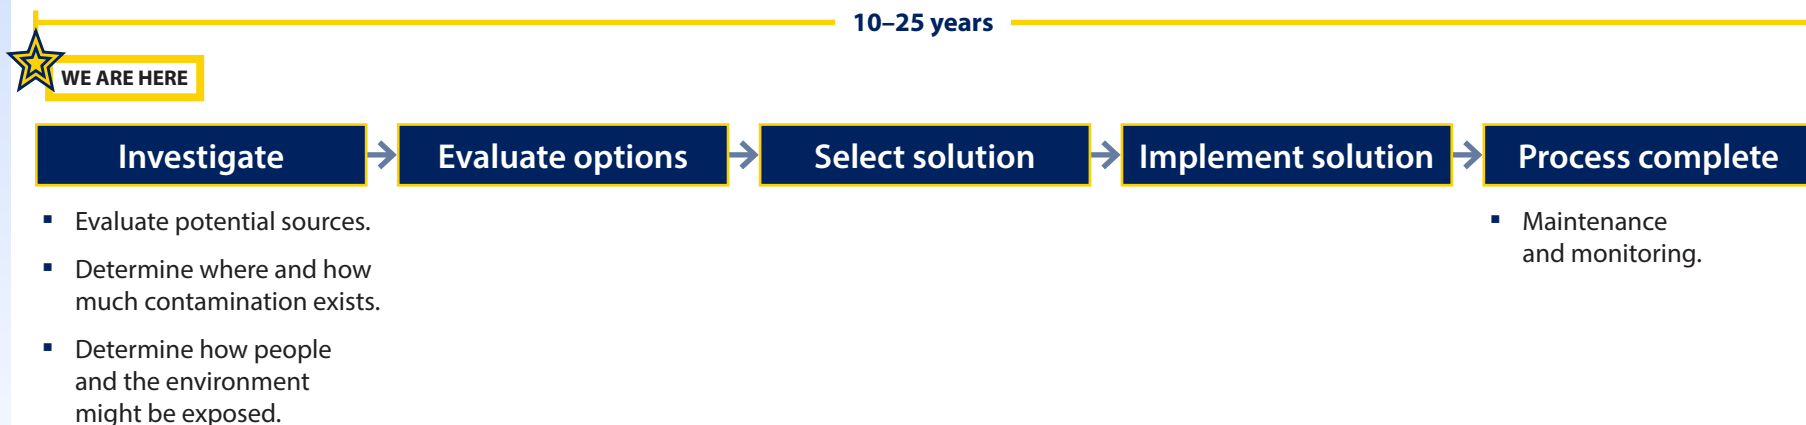 10–25 years
WE ARE HERE
Investigate
Evaluate options
Select solution
Implement solution
Process complete
▪ Evaluate potential sources.
▪ Determine where and how
much contamination exists.
▪ Determine how people
and the environment
might be exposed.
▪ Maintenance
and monitoring.